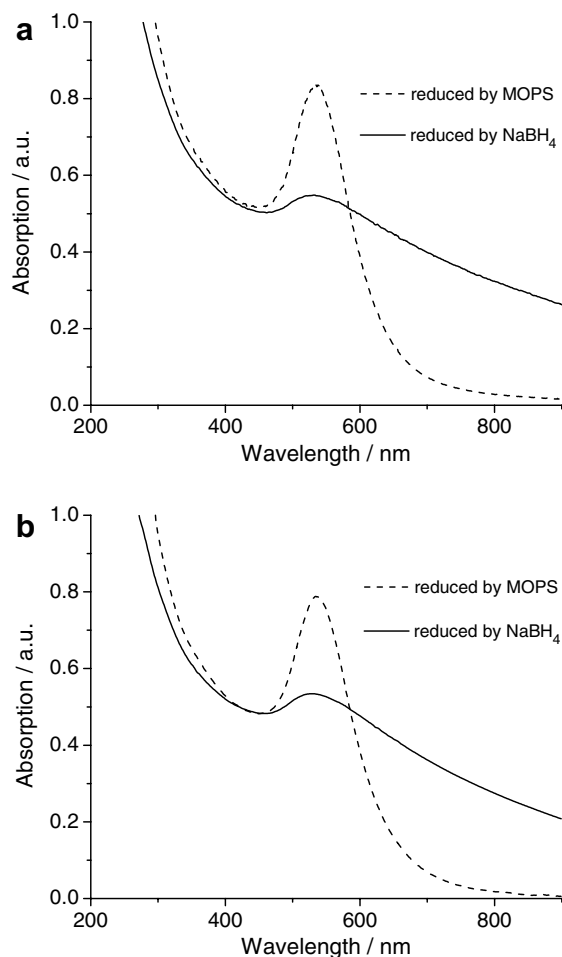 a
1.0
0.8
0.6
0.4
0.2
0.0
Absorption / a.u.
reduced by MOPS
reduced by NaBH4
200 400 600 800
Wavelength / nm
b
1.0
0.8
0.6
0.4
0.2
0.0
Absorption / a.u.
reduced by MOPS
reduced by NaBH4
200 400 600 800
Wavelength / nm